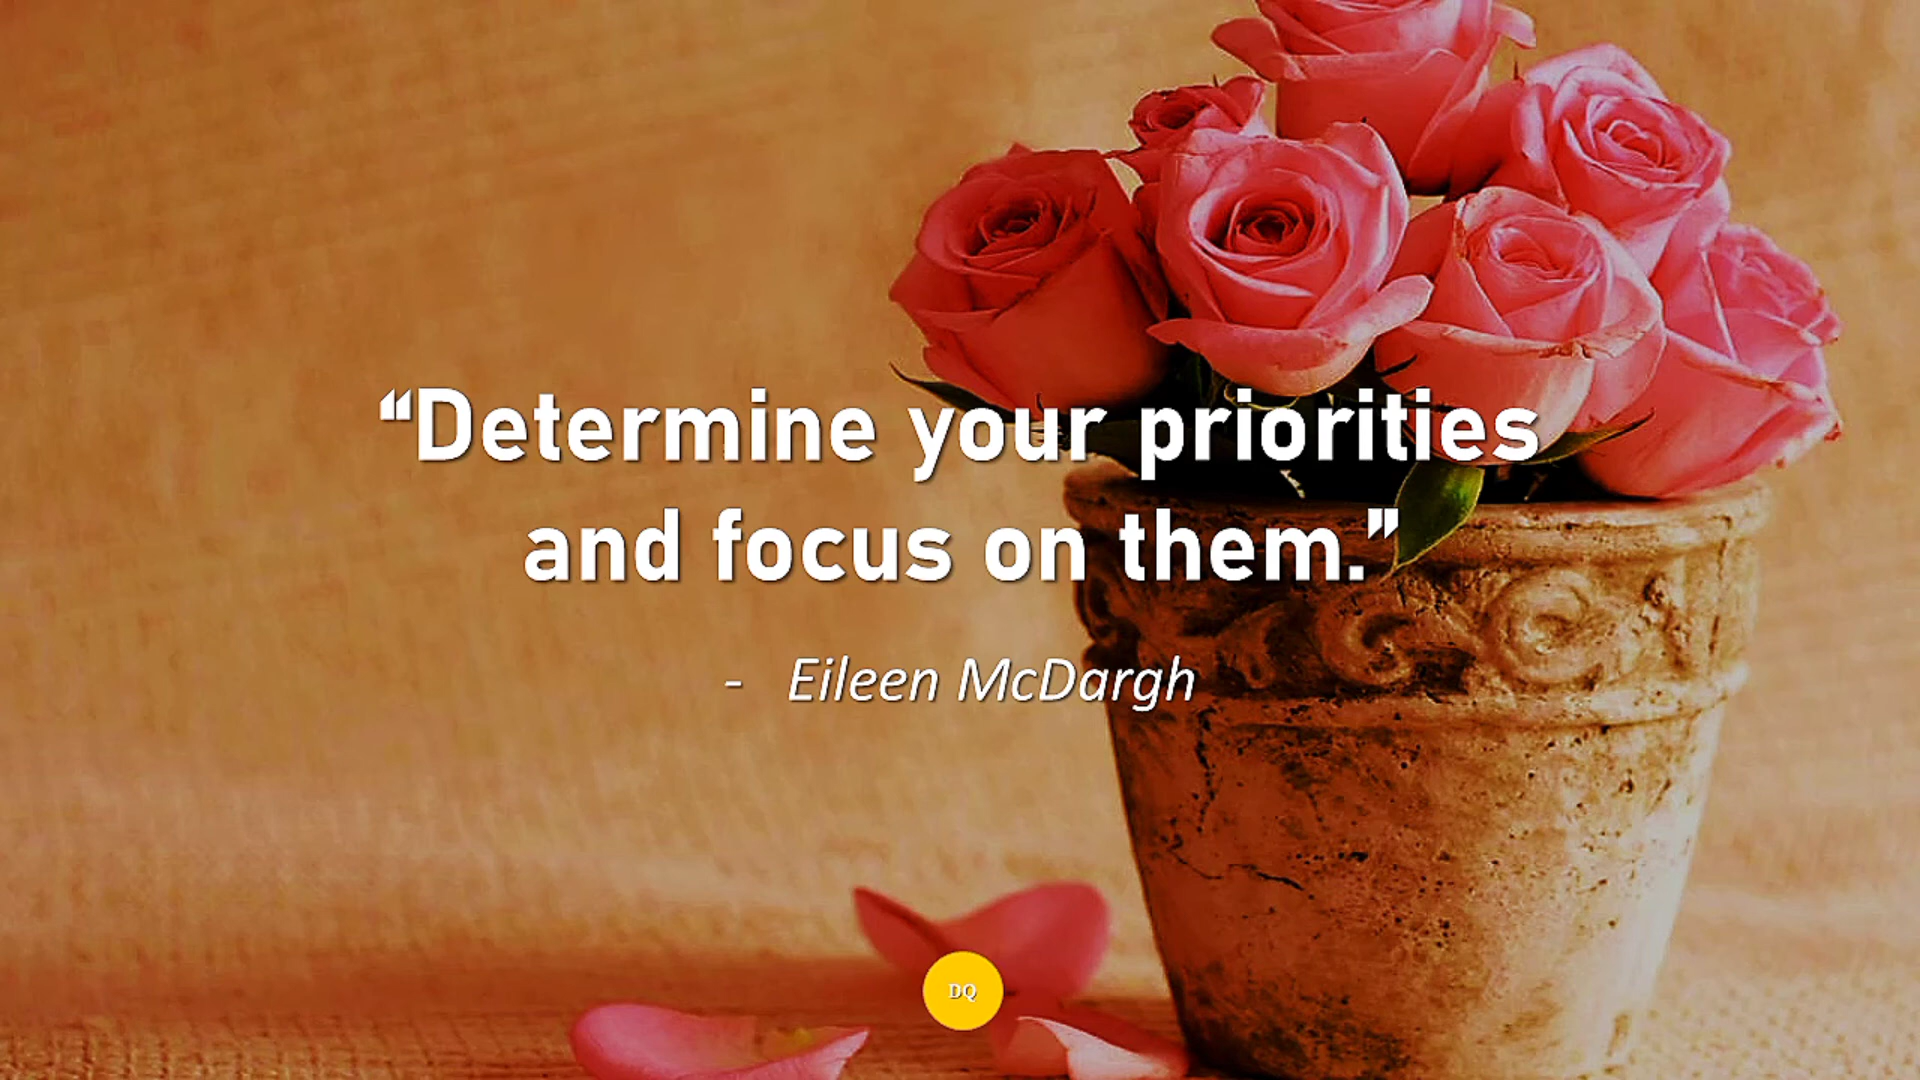 “Determine your priorities
and focus on them.”
- Eileen McDargh
DQ